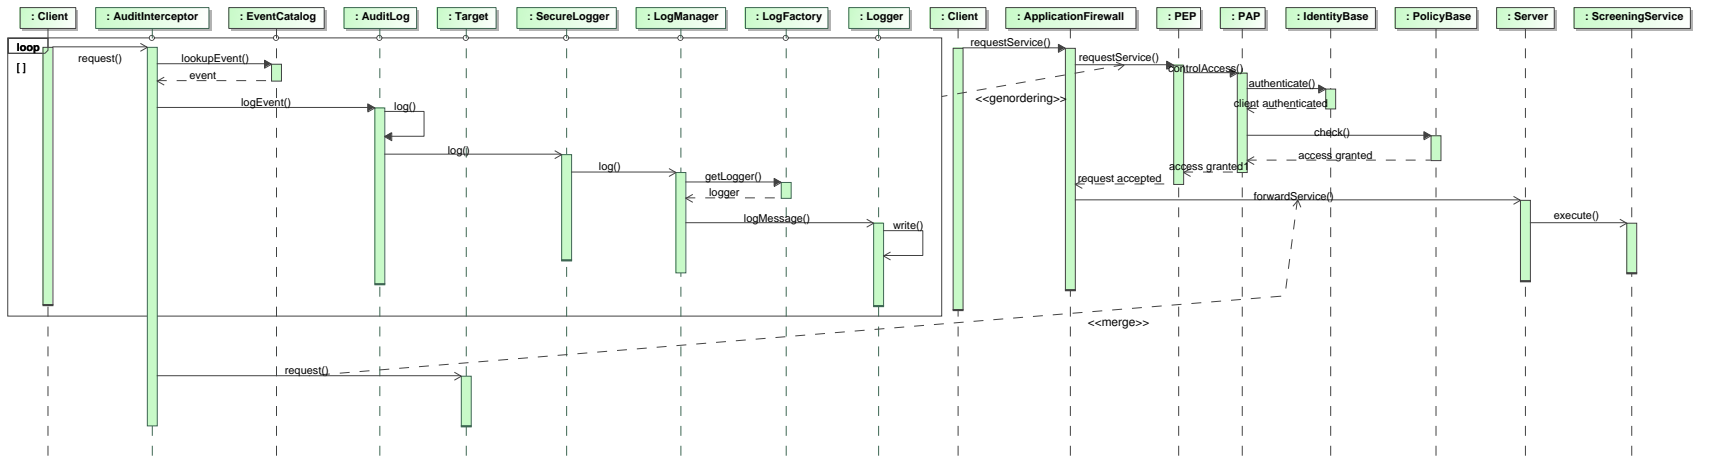 : Client
: AuditInterceptor
: EventCatalog
: AuditLog
: Target
: SecureLogger
: LogManager
: LogFactory
: Logger
: Client
: ApplicationFirewall
: PEP
: PAP
: IdentityBase
: PolicyBase
: Server
: ScreeningService
loop
[ ]
request()
lookupEvent()
event
logEvent()
log()
log()
log()
getLogger()
logger
logMessage()
write()
requestService()
requestService()
controlAccess()
authenticate()
client authenticated
<<genordering>>
check()
access granted
access granted1
request accepted
forwardService()
execute()
<<merge>>
request()